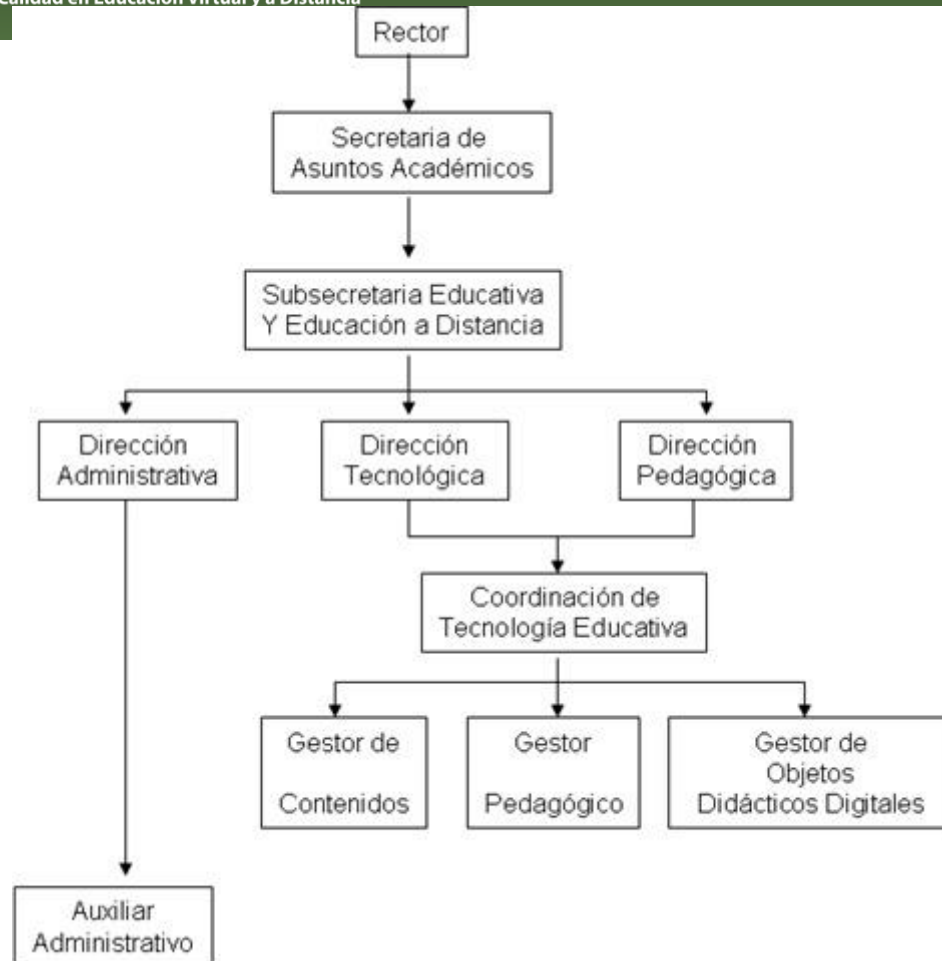 Calidad en Educación Virtual y a Distancia
Rector
Secretaria de
Asuntos Académicos
Subsecretaria Educativa
Y Educación a Distancia
Dirección
Administrativa
Dirección
Tecnológica
Dirección
Pedagógica
Coordinación de
Tecnología Educativa
Gestor de
Contenidos
Gestor
Pedagógico
Gestor de
Objetos
Didácticos Digitales
Auxiliar
Administrativo